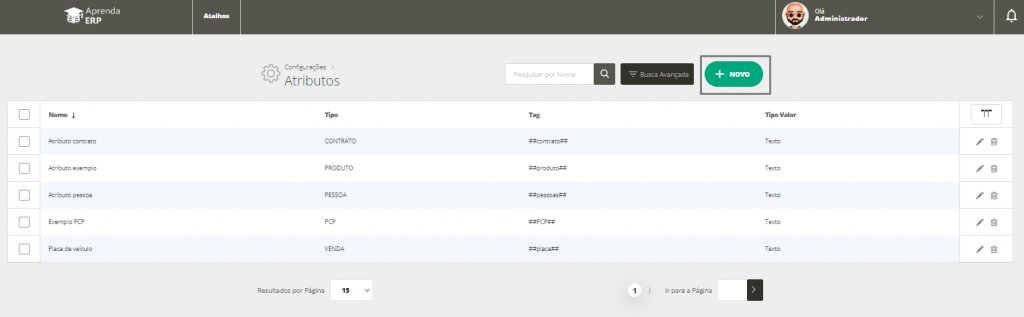 Aprenda
ERP
Atalhos
Olá
Administrador
Configurações >
Atributos
Pesquisar por Nome
Busca Avançada
+ NOVO
Nome ↓ Tipo Tag Tipo Valor
Atributo contrato CONTRATO ##contrato## Texto
Atributo exemplo PRODUTO ##produto## Texto
Atributo pessoa PESSOA ##pessoas## Texto
Exemplo PCP PCP ##PCP## Texto
Placa de veículo VENDA ##placa## Texto
Resultados por Página 15 1 | Ir para a Página >